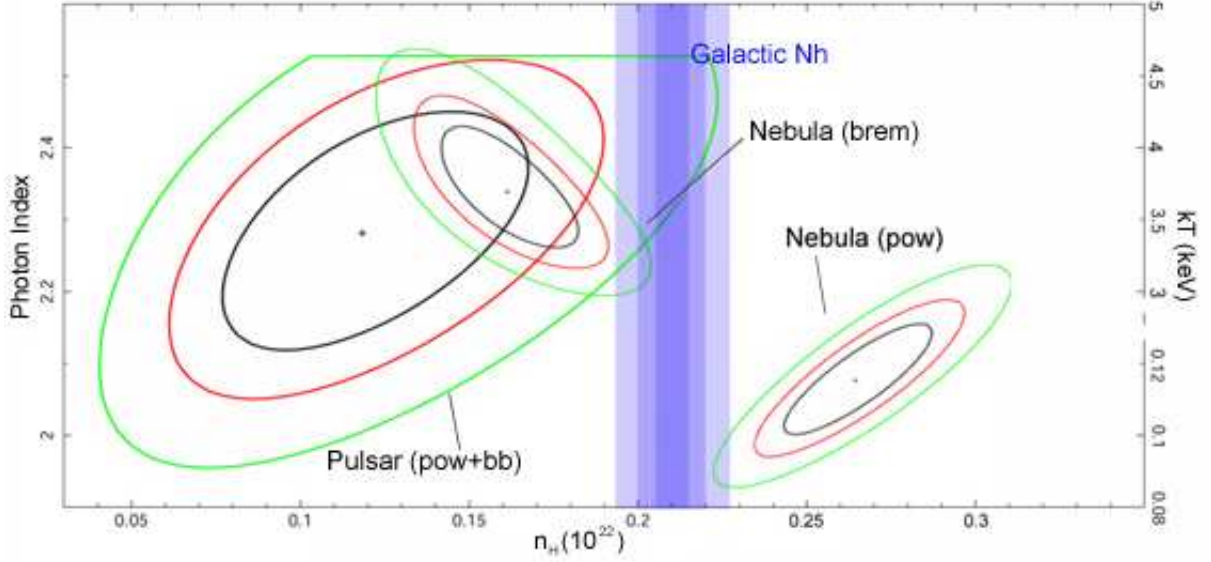 Galactic Nh
Nebula (brem)
Nebula (pow)
Pulsar (pow+bb)
Photon Index
2
2.2
2.4
kT (keV)
5
4.5
4
3.5
3
0.12
0.1
0.08
0.05
0.1
0.15
0.2
0.25
0.3
n_H(10^22)